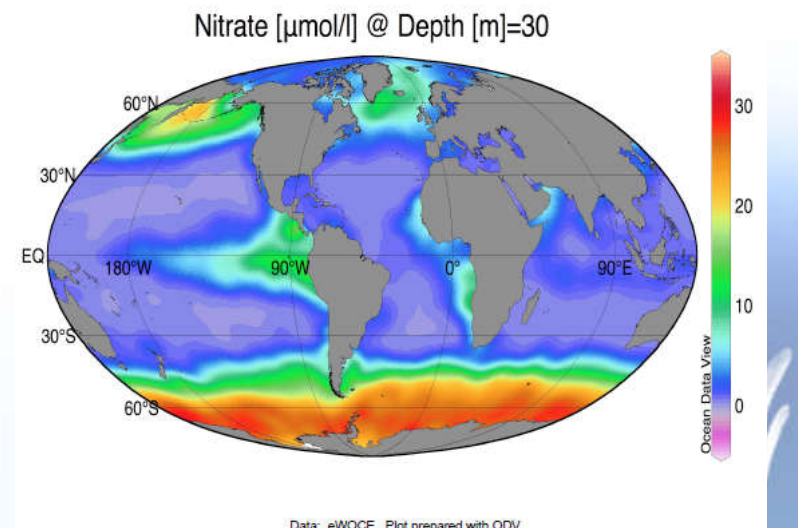 Nitrate [µmol/l] @ Depth [m]=30
60°N
30°N
EQ
180°W
90°W
0°
90°E
30°S
60°S
30
20
10
0
Ocean Data View
Data: eWOCE Plot prepared with ODV